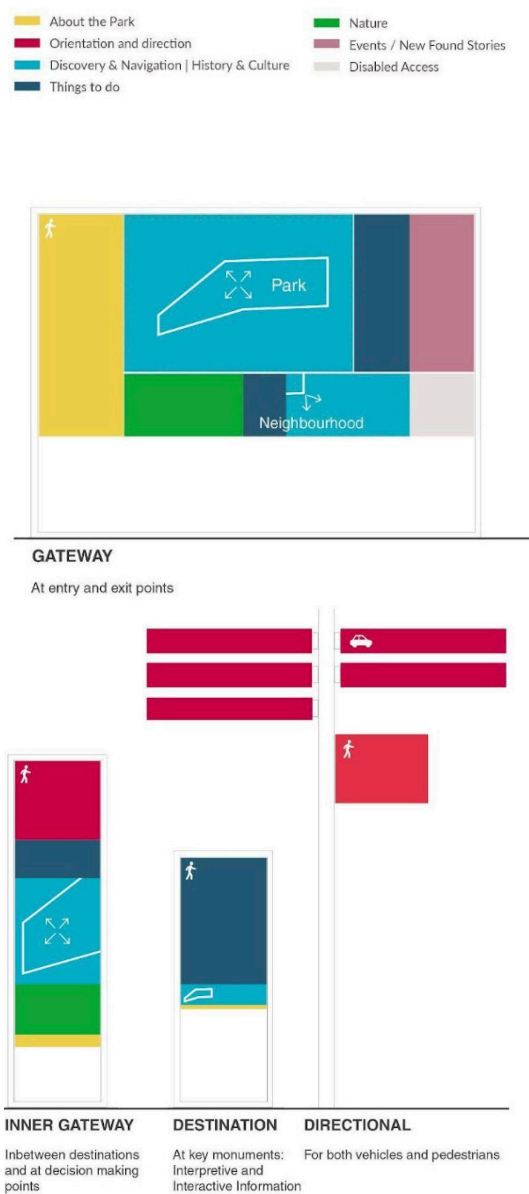 About the Park
Orientation and direction
Discovery & Navigation | History & Culture
Things to do
Nature
Events / New Found Stories
Disabled Access
Park
Neighbourhood
GATEWAY
At entry and exit points
INNER GATEWAY
Inbetween destinations
and at decision making
points
DESTINATION
At key monuments:
Interpretive and
Interactive Information
DIRECTIONAL
For both vehicles and pedestrians